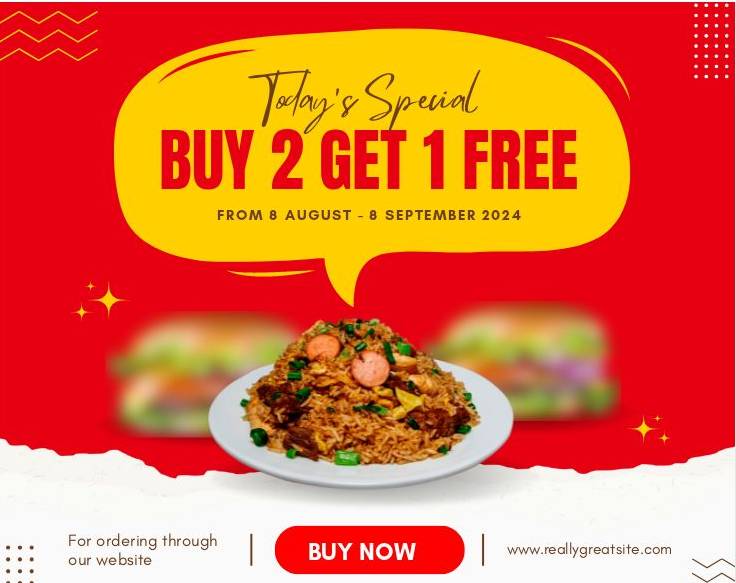 Today's Special
BUY 2 GET 1 FREE
FROM 8 AUGUST - 8 SEPTEMBER 2024
For ordering through
our website
BUY NOW
www.reallygreatsite.com